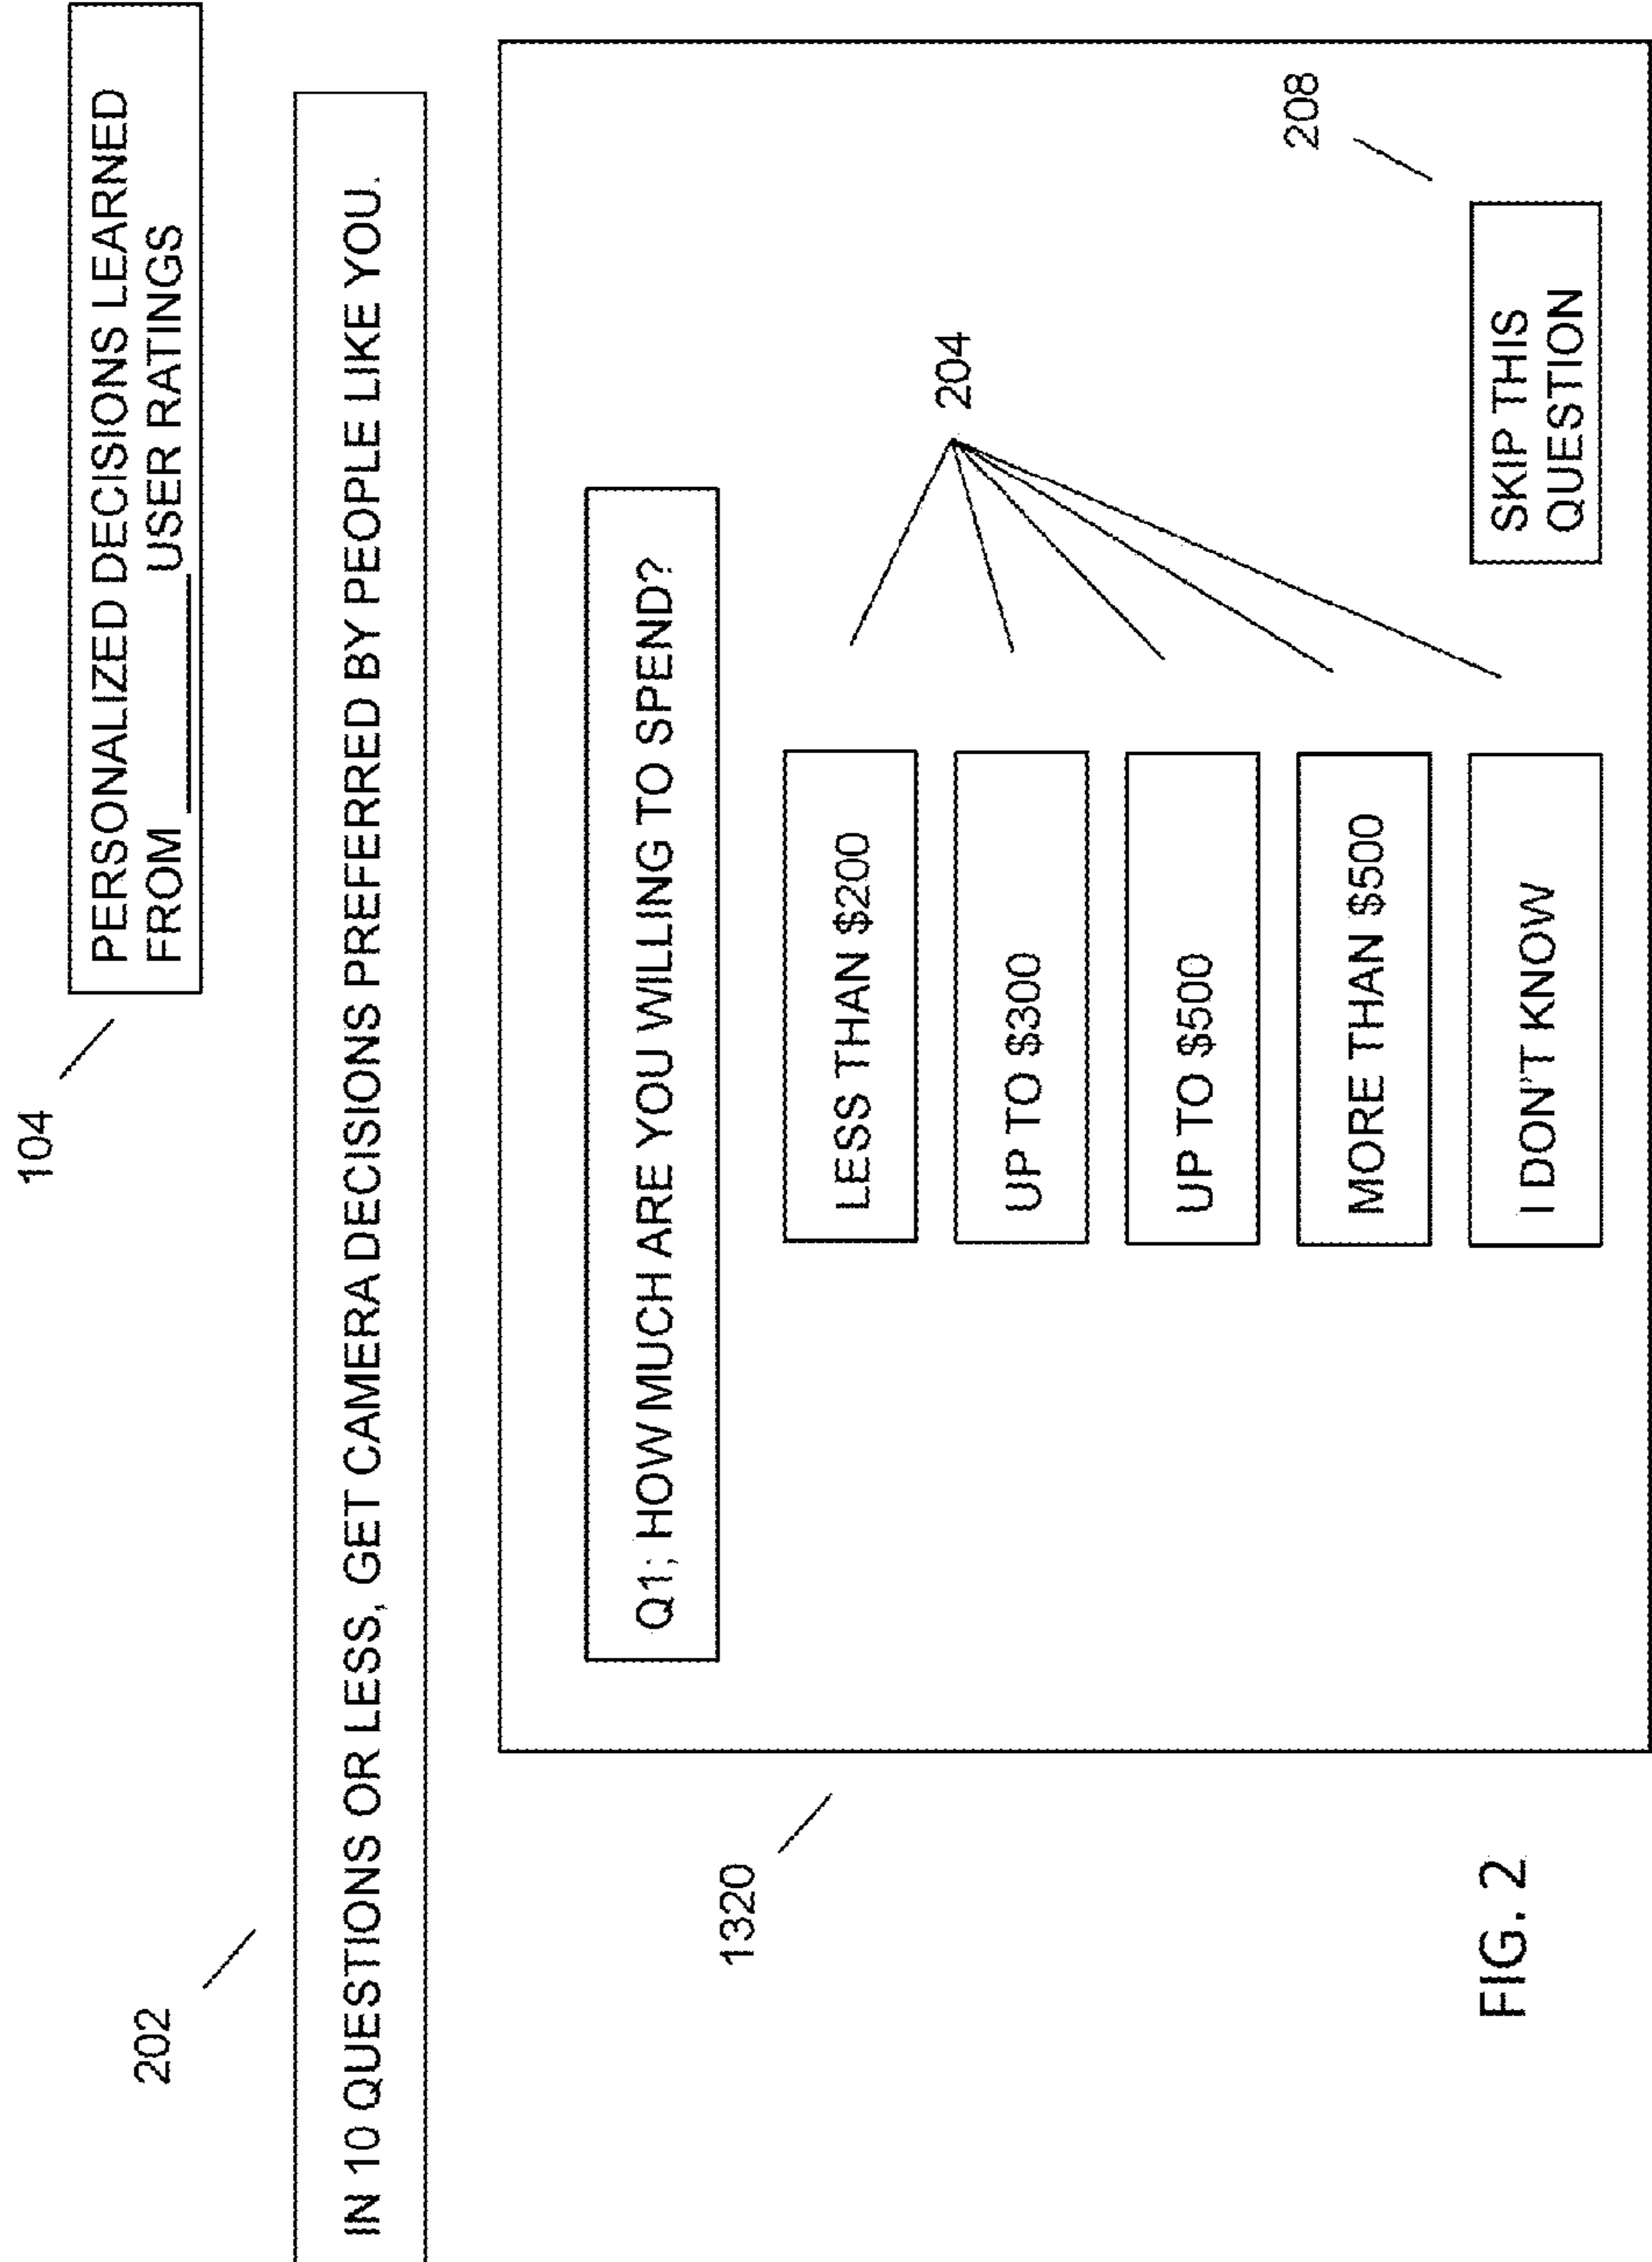 104
PERSONALIZED DECISIONS LEARNED
FROM ________ USER RATINGS
202
IN 10 QUESTIONS OR LESS, GET CAMERA DECISIONS PREFERRED BY PEOPLE LIKE YOU.
1320
Q1; HOW MUCH ARE YOU WILLING TO SPEND?
LESS THAN $200
UP TO $300
UP TO $500
MORE THAN $500
I DON'T KNOW
204
208
SKIP THIS
QUESTION
FIG. 2